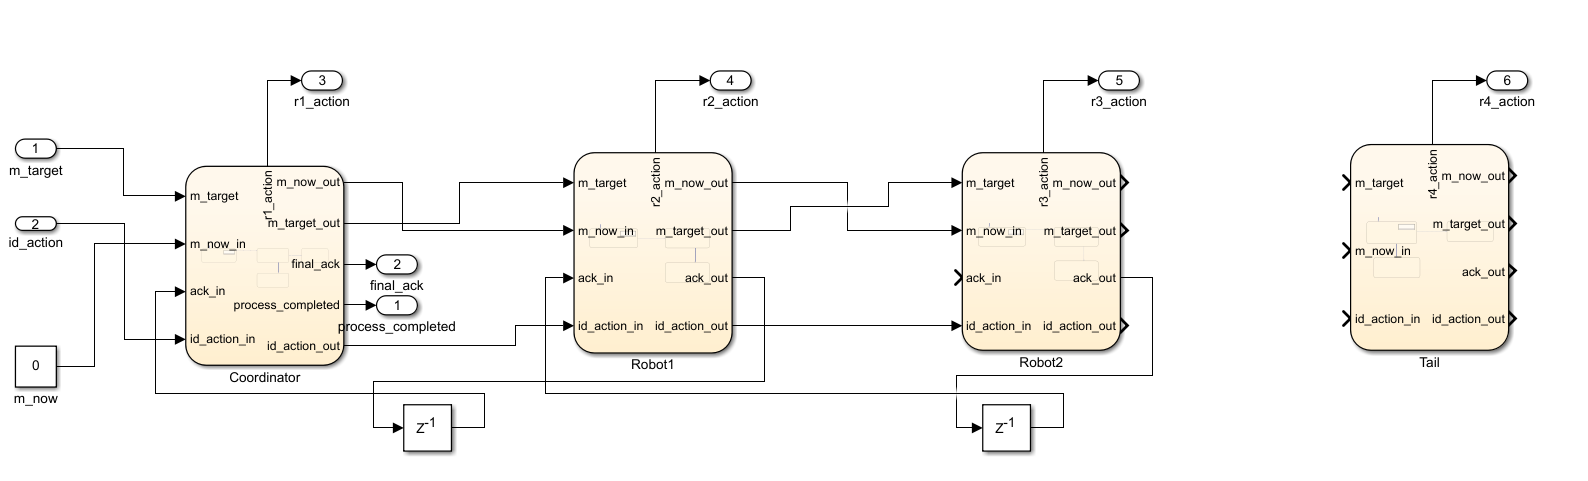 3
r1_action
4
r2_action
5
r3_action
6
r4_action
1
m_target
2
id_action
0
m_now
r1_action
m_target
m_now_in
ack_in
id_action_in
m_now_out
m_target_out
final_ack
process_completed
id_action_out
Coordinator
2
final_ack
1
process_completed
r2_action
m_target
m_now_in
ack_in
id_action_in
m_now_out
m_target_out
ack_out
id_action_out
Robot1
r3_action
m_target
m_now_in
ack_in
id_action_in
m_now_out
m_target_out
ack_out
id_action_out
Robot2
r4_action
m_target
m_now_in
id_action_in
m_now_out
m_target_out
ack_out
id_action_out
Tail
z-1
z-1